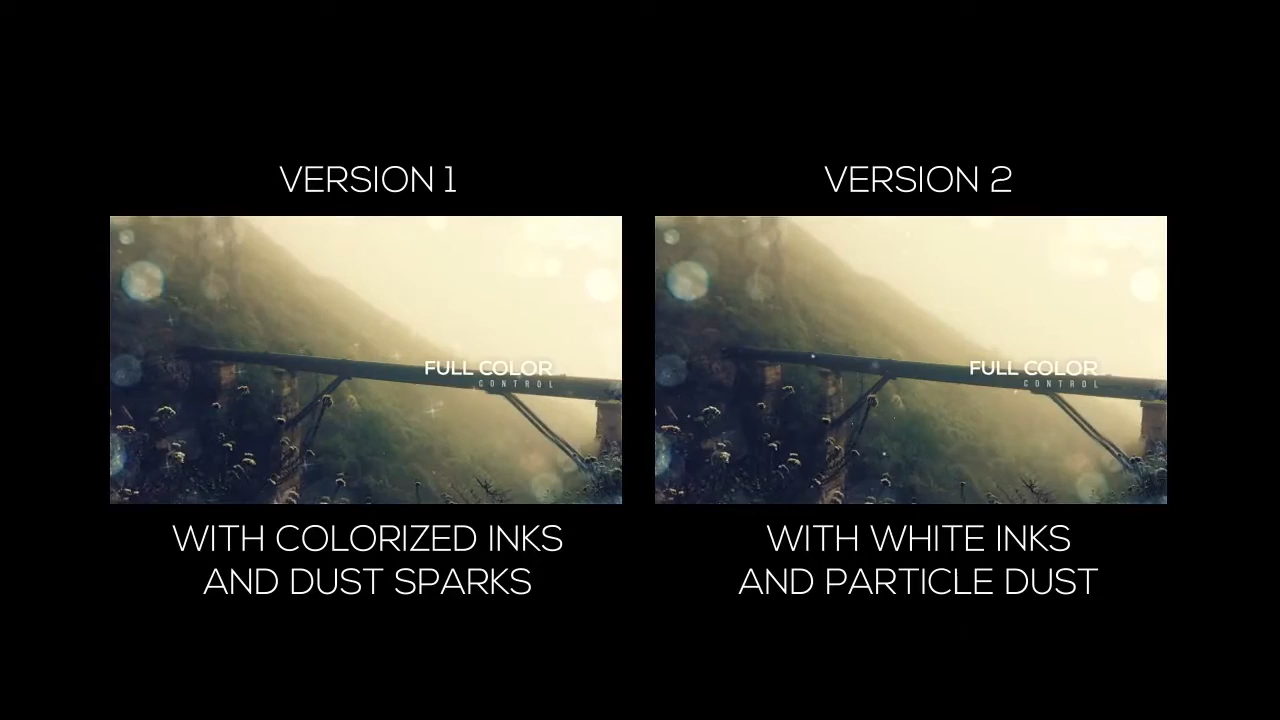 VERSION 1
FULL COLOR
CONTROL
WITH COLORIZED INKS
AND DUST SPARKS
VERSION 2
FULL COLOR
CONTROL
WITH WHITE INKS
AND PARTICLE DUST